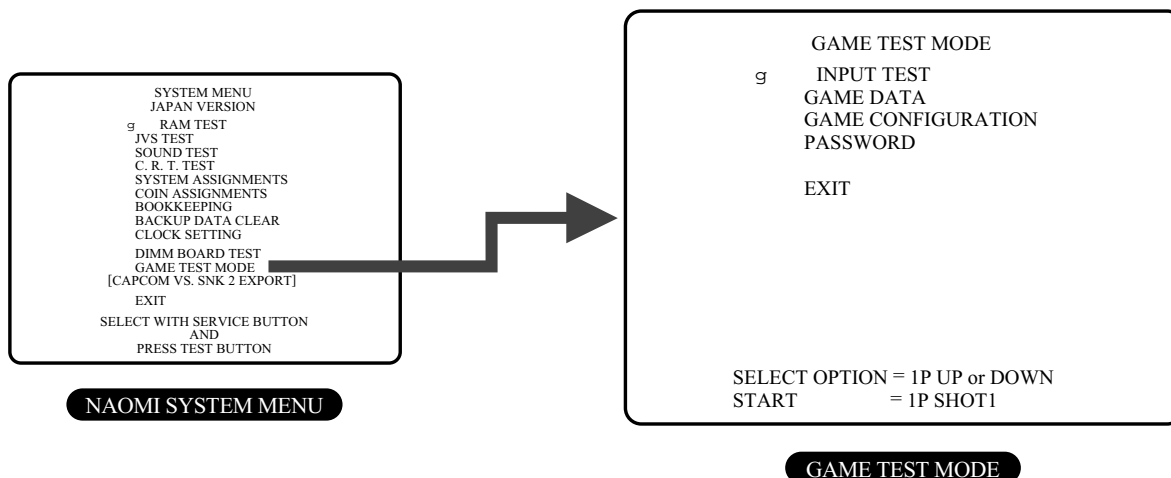 SYSTEM MENU
JAPAN VERSION
g RAM TEST
JVS TEST
SOUND TEST
C. R. T. TEST
SYSTEM ASSIGNMENTS
COIN ASSIGNMENTS
BOOKKEEPING
BACKUP DATA CLEAR
CLOCK SETTING
DIMM BOARD TEST
GAME TEST MODE
[CAPCOM VS. SNK 2 EXPORT]
EXIT
SELECT WITH SERVICE BUTTON
AND
PRESS TEST BUTTON
NAOMI SYSTEM MENU
GAME TEST MODE
g INPUT TEST
GAME DATA
GAME CONFIGURATION
PASSWORD
EXIT
SELECT OPTION = 1P UP or DOWN
START = 1P SHOT1
GAME TEST MODE